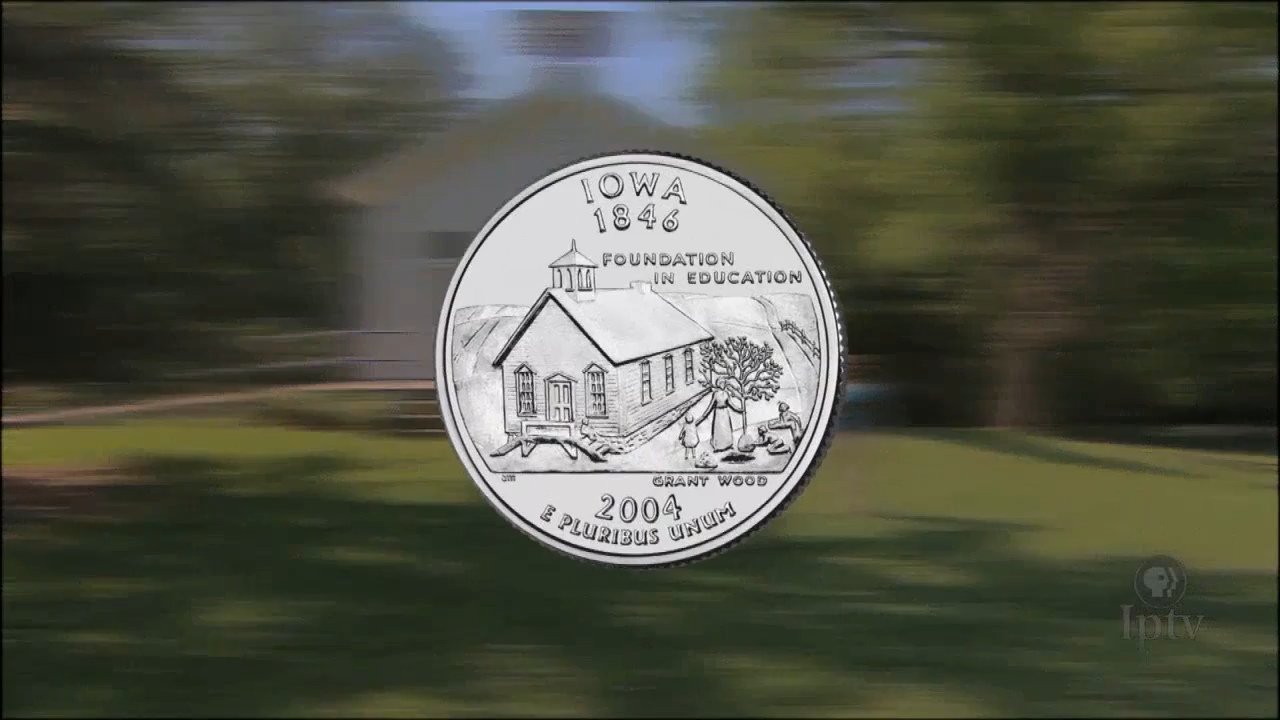 IOWA
1846
FOUNDATION
IN EDUCATION
GRANT WOOD
2004
E PLURIBUS UNUM
Iptv